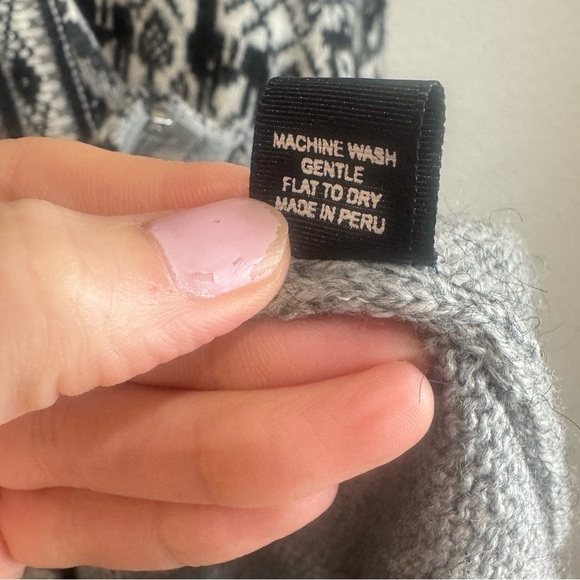 MACHINE WASH
GENTLE
FLAT TO DRY
MADE IN PERU